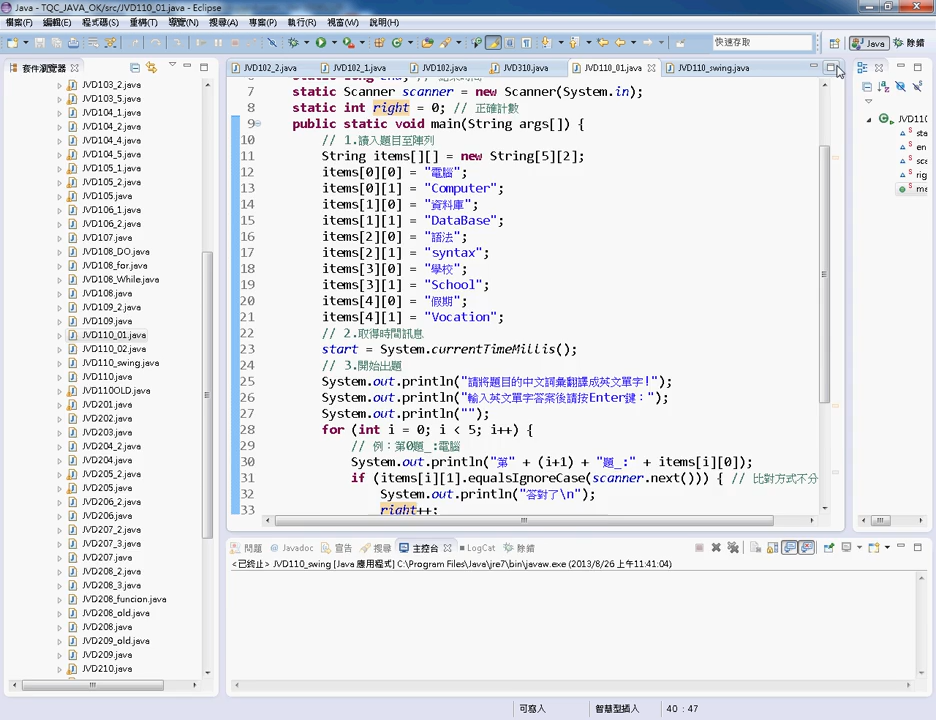 Java - TQC_JAVA_OK/src/JVD110_01.java - Eclipse
檔案(F) 編輯(E) 程式碼(S) 重構(T) 導覽(N) 搜尋(A) 專案(P) 執行(R) 視窗(W) 說明(H)
快速存取
Java 除錯
套件瀏覽器
JVD103_2.java
JVD103_5.java
JVD104_1.java
JVD104_2.java
JVD104_4.java
JVD104_5.java
JVD105_1.java
JVD105_2.java
JVD105.java
JVD106_1.java
JVD106_2.java
JVD107.java
JVD108_DO.java
JVD108_for.java
JVD108_While.java
JVD108.java
JVD109_2.java
JVD109.java
JVD110_01.java
JVD110_02.java
JVD110_swing.java
JVD110.java
JVD110OLD.java
JVD201.java
JVD202.java
JVD203.java
JVD204_2.java
JVD204.java
JVD205_2.java
JVD205.java
JVD206.java
JVD207_2.java
JVD207_3.java
JVD207.java
JVD208_2.java
JVD208_3.java
JVD208_funcion.java
JVD208_old.java
JVD208.java
JVD209_old.java
JVD209.java
JVD210.java
JVD102_2.java JVD102_1.java JVD102.java JVD310.java JVD110_01.java JVD110_swing.java
7 static Scanner scanner = new Scanner(System.in);
8 static int right = 0; // 正確計數
9 public static void main(String args[]) {
10 // 1.讀入題目至陣列
11 String items[][] = new String[5][2];
12 items[0][0] = "電腦";
13 items[0][1] = "Computer";
14 items[1][0] = "資料庫";
15 items[1][1] = "DataBase";
16 items[2][0] = "語法";
17 items[2][1] = "syntax";
18 items[3][0] = "學校";
19 items[3][1] = "School";
20 items[4][0] = "假期";
21 items[4][1] = "Vocation";
22 // 2.取得時間訊息
23 start = System.currentTimeMillis();
24 // 3.開始出題
25 System.out.println("請將題目的中文詞彙翻譯成英文單字!");
26 System.out.println("輸入英文單字答案後請按Enter鍵：");
27 System.out.println("");
28 for (int i = 0; i < 5; i++) {
29 // 例：第0題_:電腦
30 System.out.println("第" + (i+1) + "題_:" + items[i][0]);
31 if (items[i][1].equalsIgnoreCase(scanner.next())) { // 比對方式不分
32 System.out.println("答對了\n");
33 right++;
JVD110
sta
en
sca
rig
ma
問題 Javadoc 宣告 搜尋 主控台 LogCat 除錯
<已終止> JVD110_swing [Java 應用程式] C:\Program Files\Java\jre7\bin\javaw.exe (2013/8/26 上午11:41:04)
可寫入 智慧型插入 40 : 47